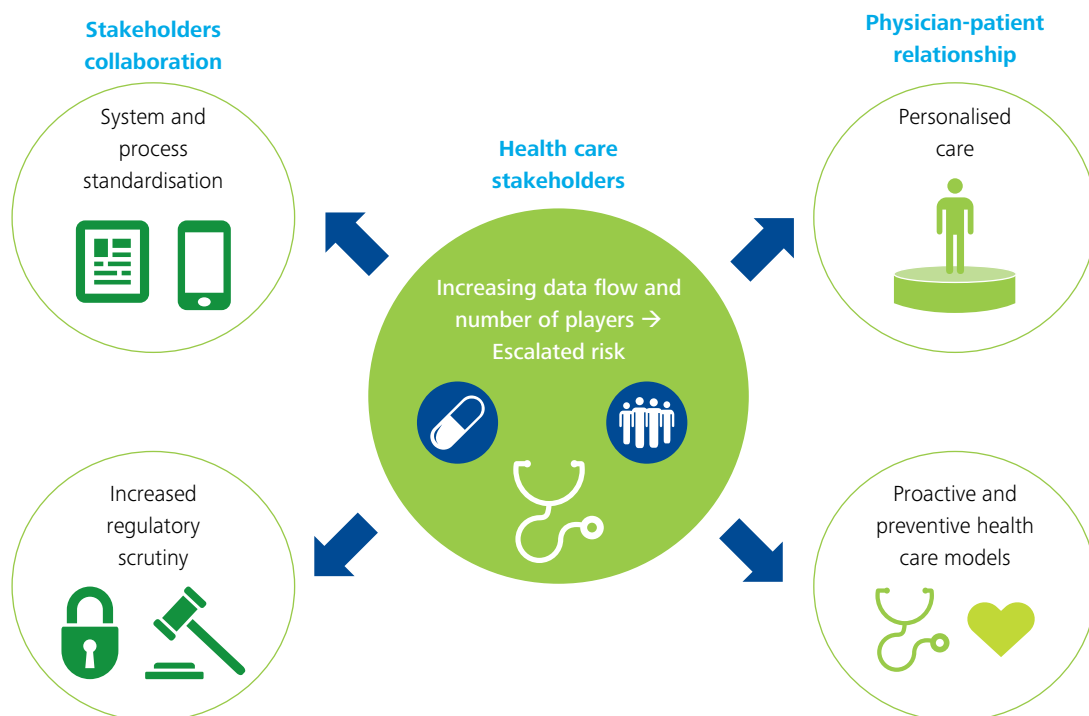 Stakeholders
collaboration
System and
process
standardisation
Increased
regulatory
scrutiny
Health care
stakeholders
Increasing data flow and
number of players →
Escalated risk
Physician-patient
relationship
Personalised
care
Proactive and
preventive health
care models